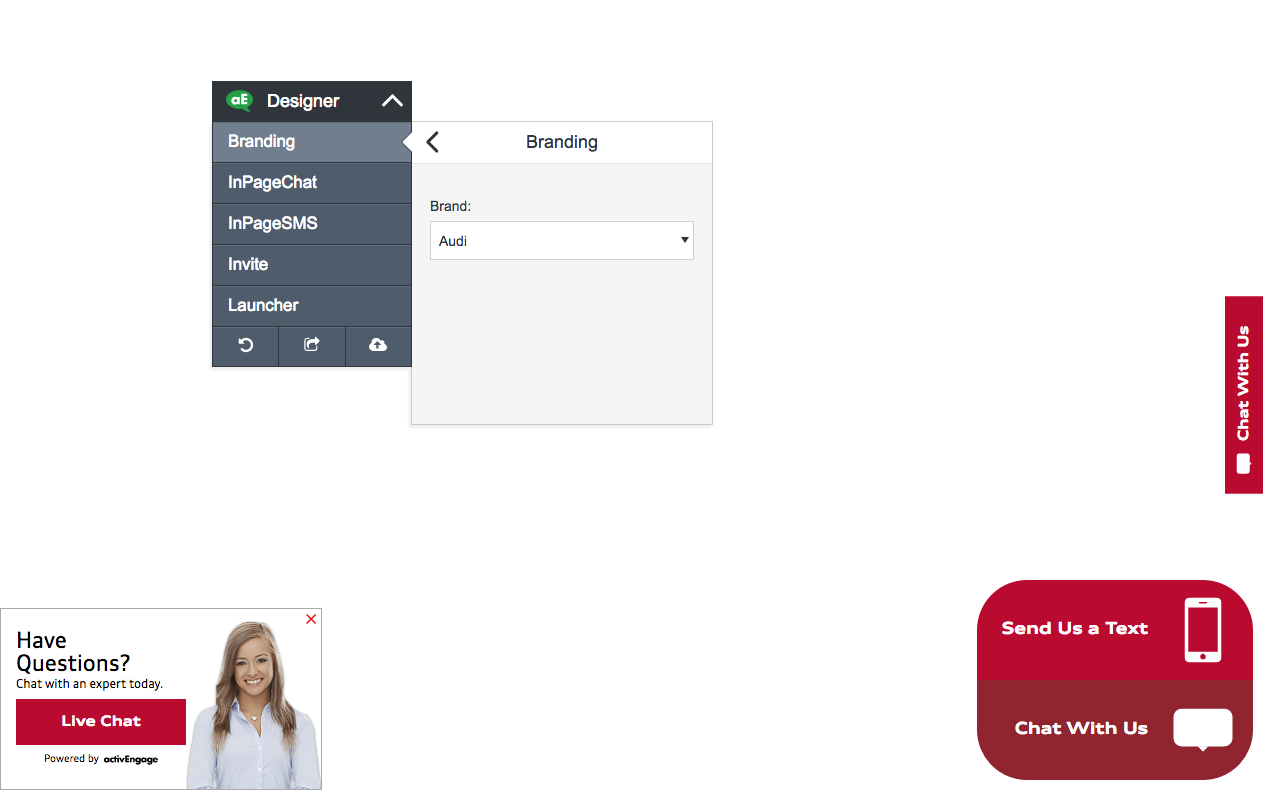 aE Designer
Branding
InPageChat
InPageSMS
Invite
Launcher
Branding
Brand:
Audi
Chat With Us
Have
Questions?
Chat with an expert today.
Live Chat
Powered by activEngage
Send Us a Text
Chat With Us